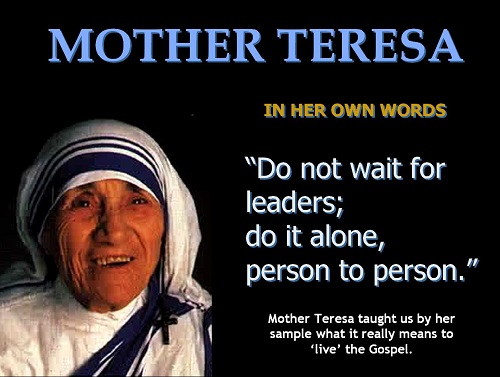 MOTHER TERESA
IN HER OWN WORDS
“Do not wait for
leaders;
do it alone,
person to person.”
Mother Teresa taught us by her
sample what it really means to
‘live’ the Gospel.